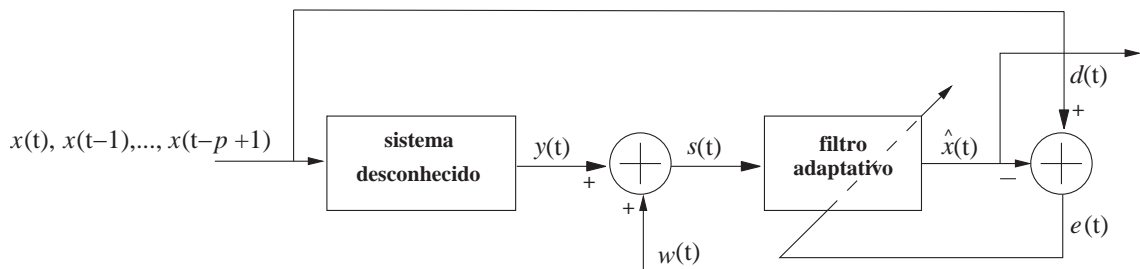 x(t), x(t−1),..., x(t−p +1)
sistema
desconhecido
y(t)
+
+
w(t)
s(t)
filtro
adaptativo
x̂(t)
−
d(t)
+
e(t)